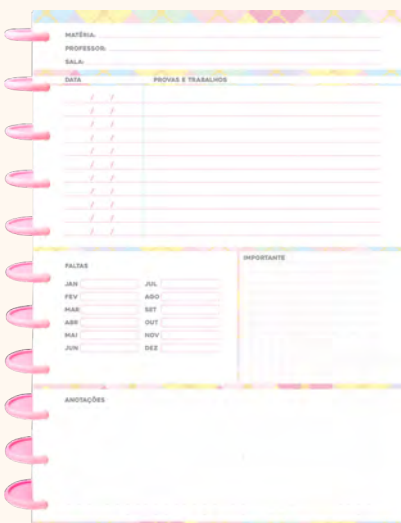 MATÉRIA:
PROFESSOR:
SALA:
DATA PROVAS E TRABALHOS
/ /
/ /
/ /
/ /
/ /
/ /
/ /
/ /
/ /
/ /
/ /
FALTAS
JAN JUL
FEV AGO
MAR SET
ABR OUT
MAI NOV
JUN DEZ
IMPORTANTE
ANOTAÇÕES